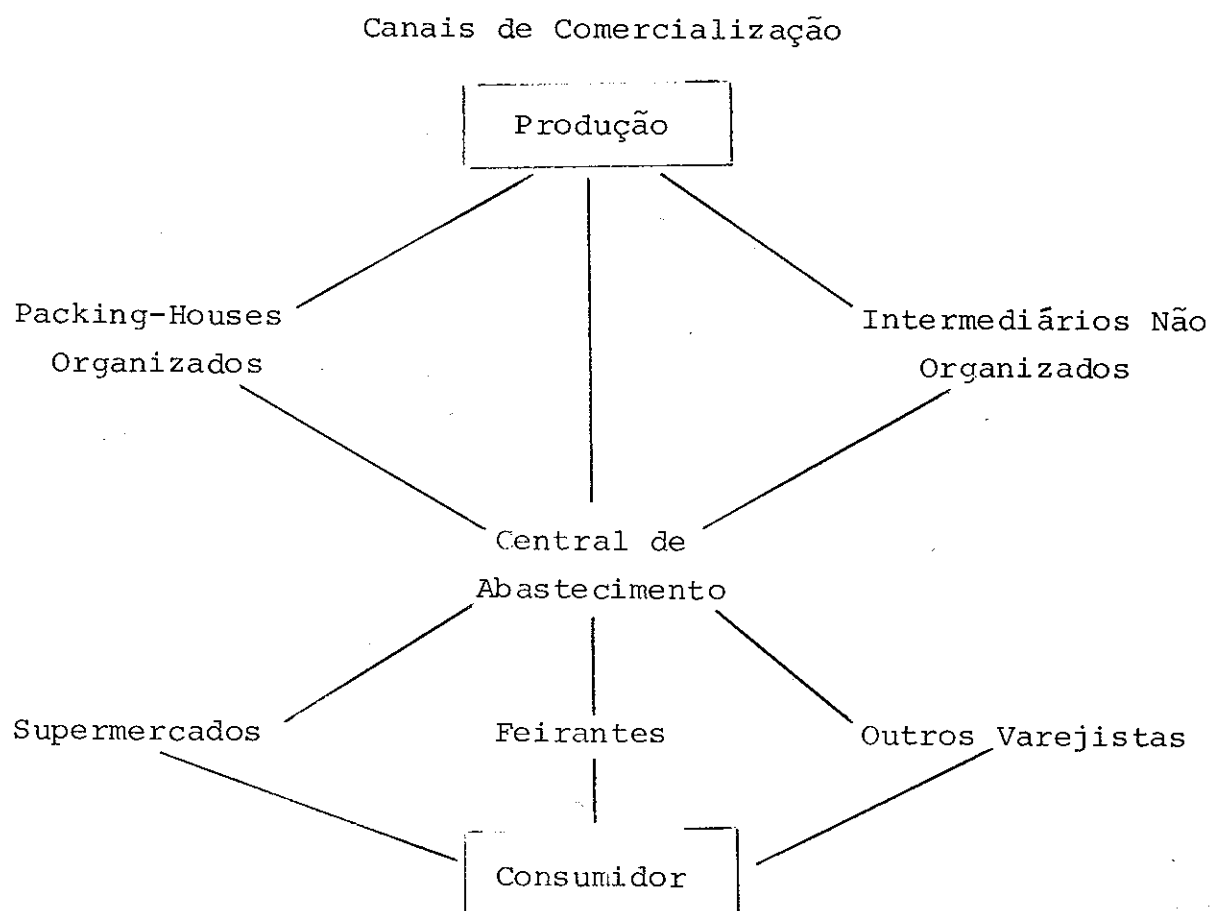 Canais de Comercialização
Produção
Packing-Houses
Organizados
Intermediários Não
Organizados
Central de
Abastecimento
Supermercados
Feirantes
Outros Varejistas
Consumidor